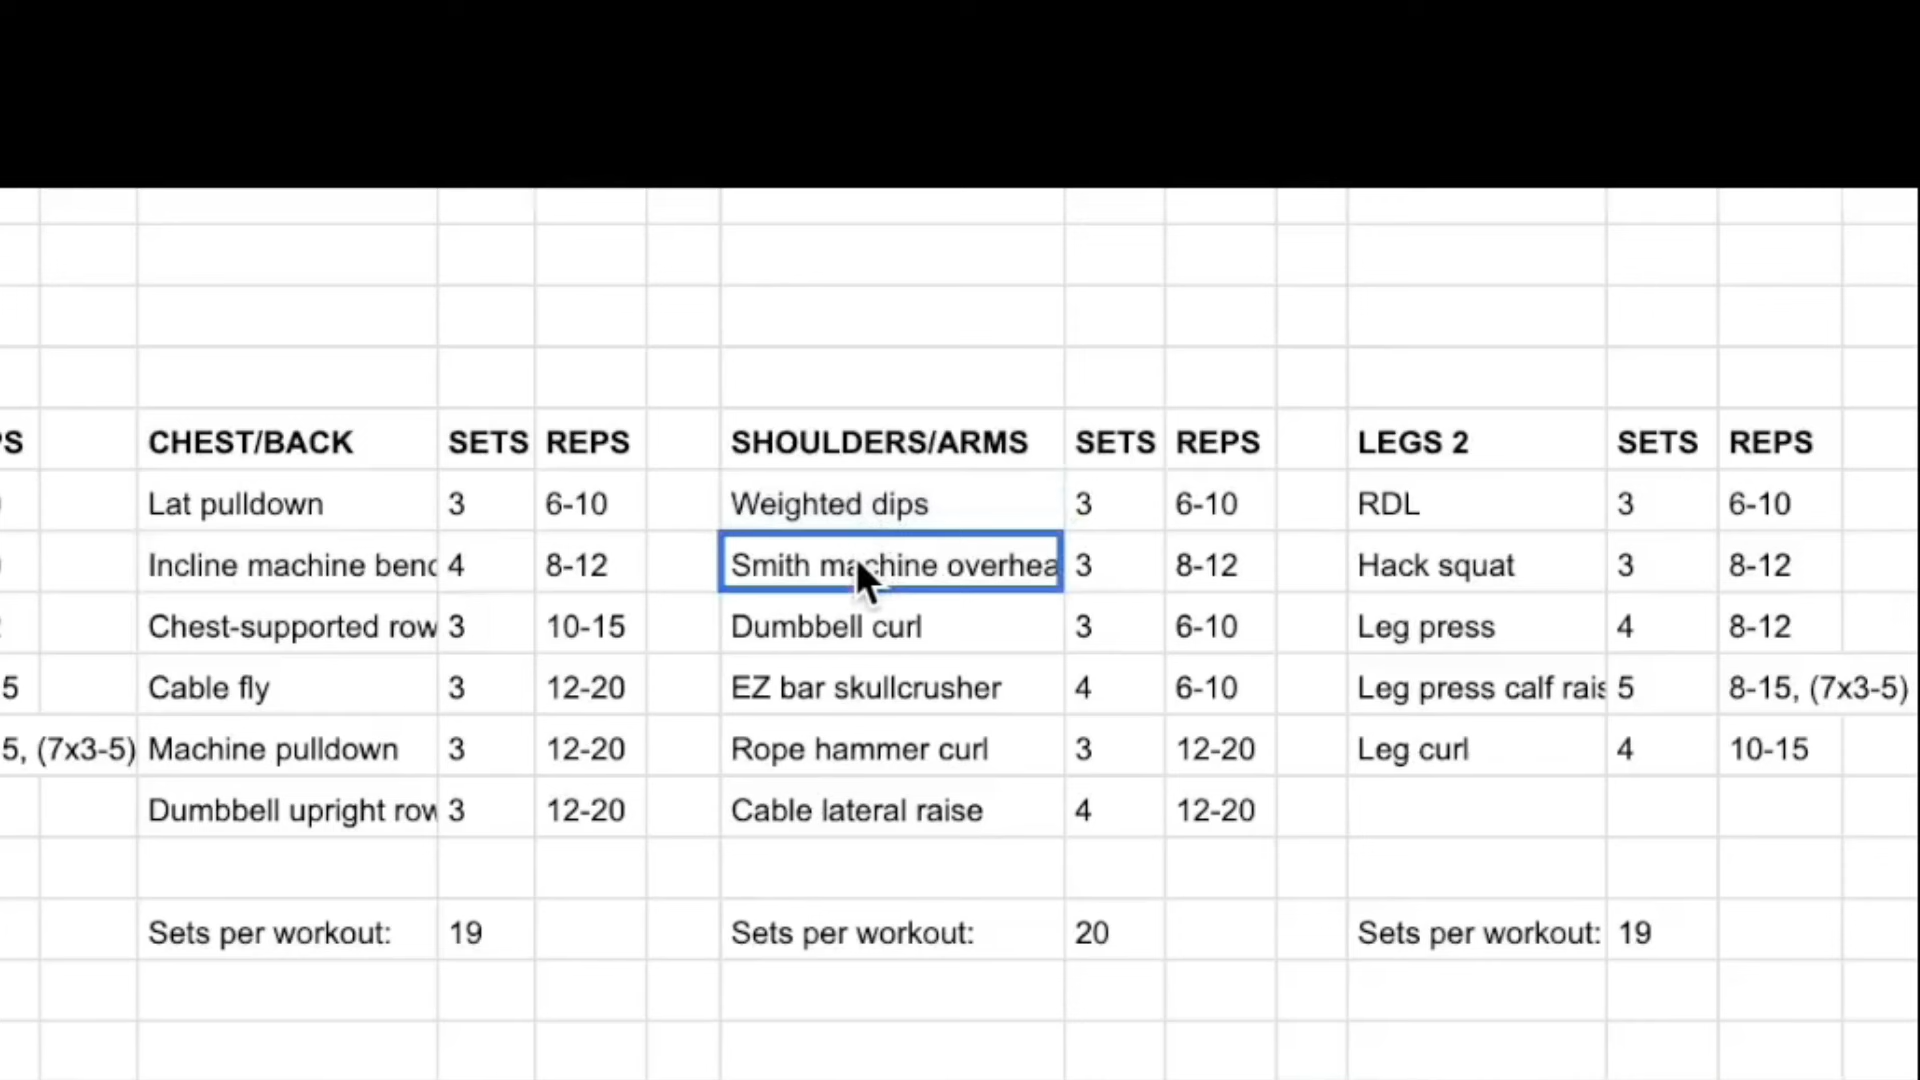 PS CHEST/BACK SETS REPS SHOULDERS/ARMS SETS REPS LEGS 2 SETS REPS
Lat pulldown 3 6-10 Weighted dips 3 6-10 RDL 3 6-10
Incline machine benc 4 8-12 Smith machine overhea 3 8-12 Hack squat 3 8-12
Chest-supported row 3 10-15 Dumbbell curl 3 6-10 Leg press 4 8-12
5 Cable fly 3 12-20 EZ bar skullcrusher 4 6-10 Leg press calf rais 5 8-15, (7x3-5)
5, (7x3-5) Machine pulldown 3 12-20 Rope hammer curl 3 12-20 Leg curl 4 10-15
Dumbbell upright row 3 12-20 Cable lateral raise 4 12-20
Sets per workout: 19 Sets per workout: 20 Sets per workout: 19